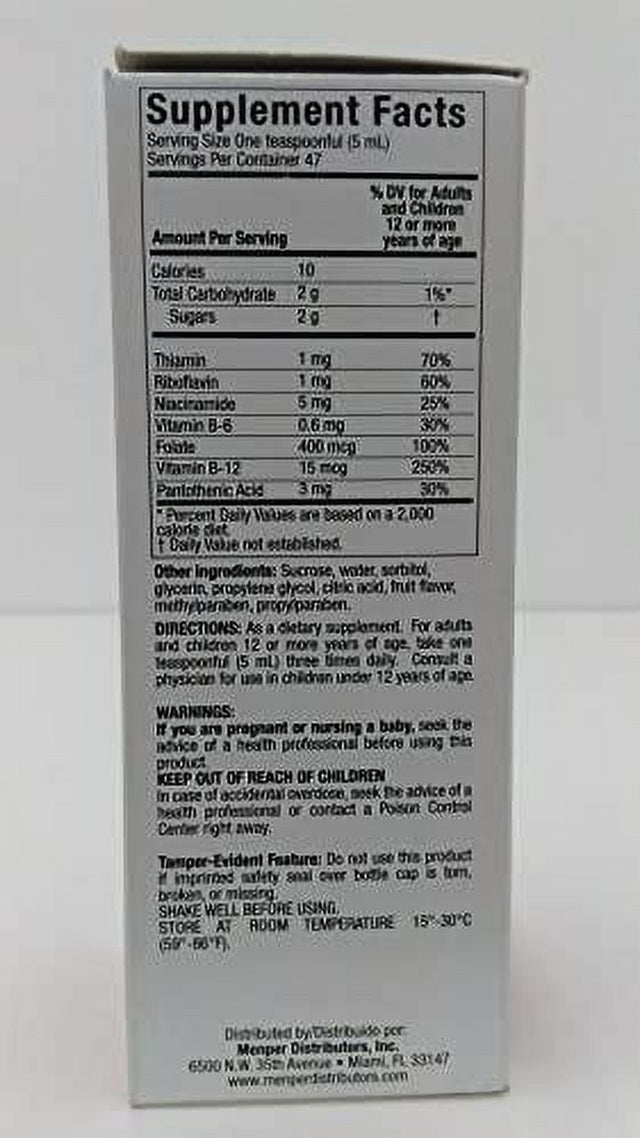 Supplement Facts
Serving Size One teaspoonful (5 mL)
Servings Per Container 47
% DV for Adults
and Children
12 or more
years of age
Amount Per Serving
Calories 10
Total Carbohydrate 2 g 1%*
Sugars 2 g †
Thiamin 1 mg 70%
Riboflavin 1 mg 60%
Niacinamide 5 mg 25%
Vitamin B-6 0.6 mg 30%
Folate 400 mcg 100%
Vitamin B-12 15 mcg 250%
Pantothenic Acid 3 mg 30%
* Percent Daily Values are based on a 2,000
calorie diet.
† Daily Value not established.
Other Ingredients: Sucrose, water, sorbitol,
glycerin, propylene glycol, citric acid, fruit flavor,
methylparaben, propylparaben.
DIRECTIONS: As a dietary supplement. For adults
and children 12 or more years of age, take one
teaspoonful (5 mL) three times daily. Consult a
physician for use in children under 12 years of age.
WARNINGS:
If you are pregnant or nursing a baby, seek the
advice of a health professional before using this
product.
KEEP OUT OF REACH OF CHILDREN
In case of accidental overdose, seek the advice of a
health professional or contact a Poison Control
Center right away.
Tamper-Evident Feature: Do not use this product
if imprinted safety seal over bottle cap is torn,
broken, or missing.
SHAKE WELL BEFORE USING.
STORE AT ROOM TEMPERATURE 15°-30°C
(59°-86°F).
Distributed by/Distribuido por:
Menper Distributors, Inc.
6500 N.W. 35th Avenue • Miami, FL 33147
www.menperdistributors.com